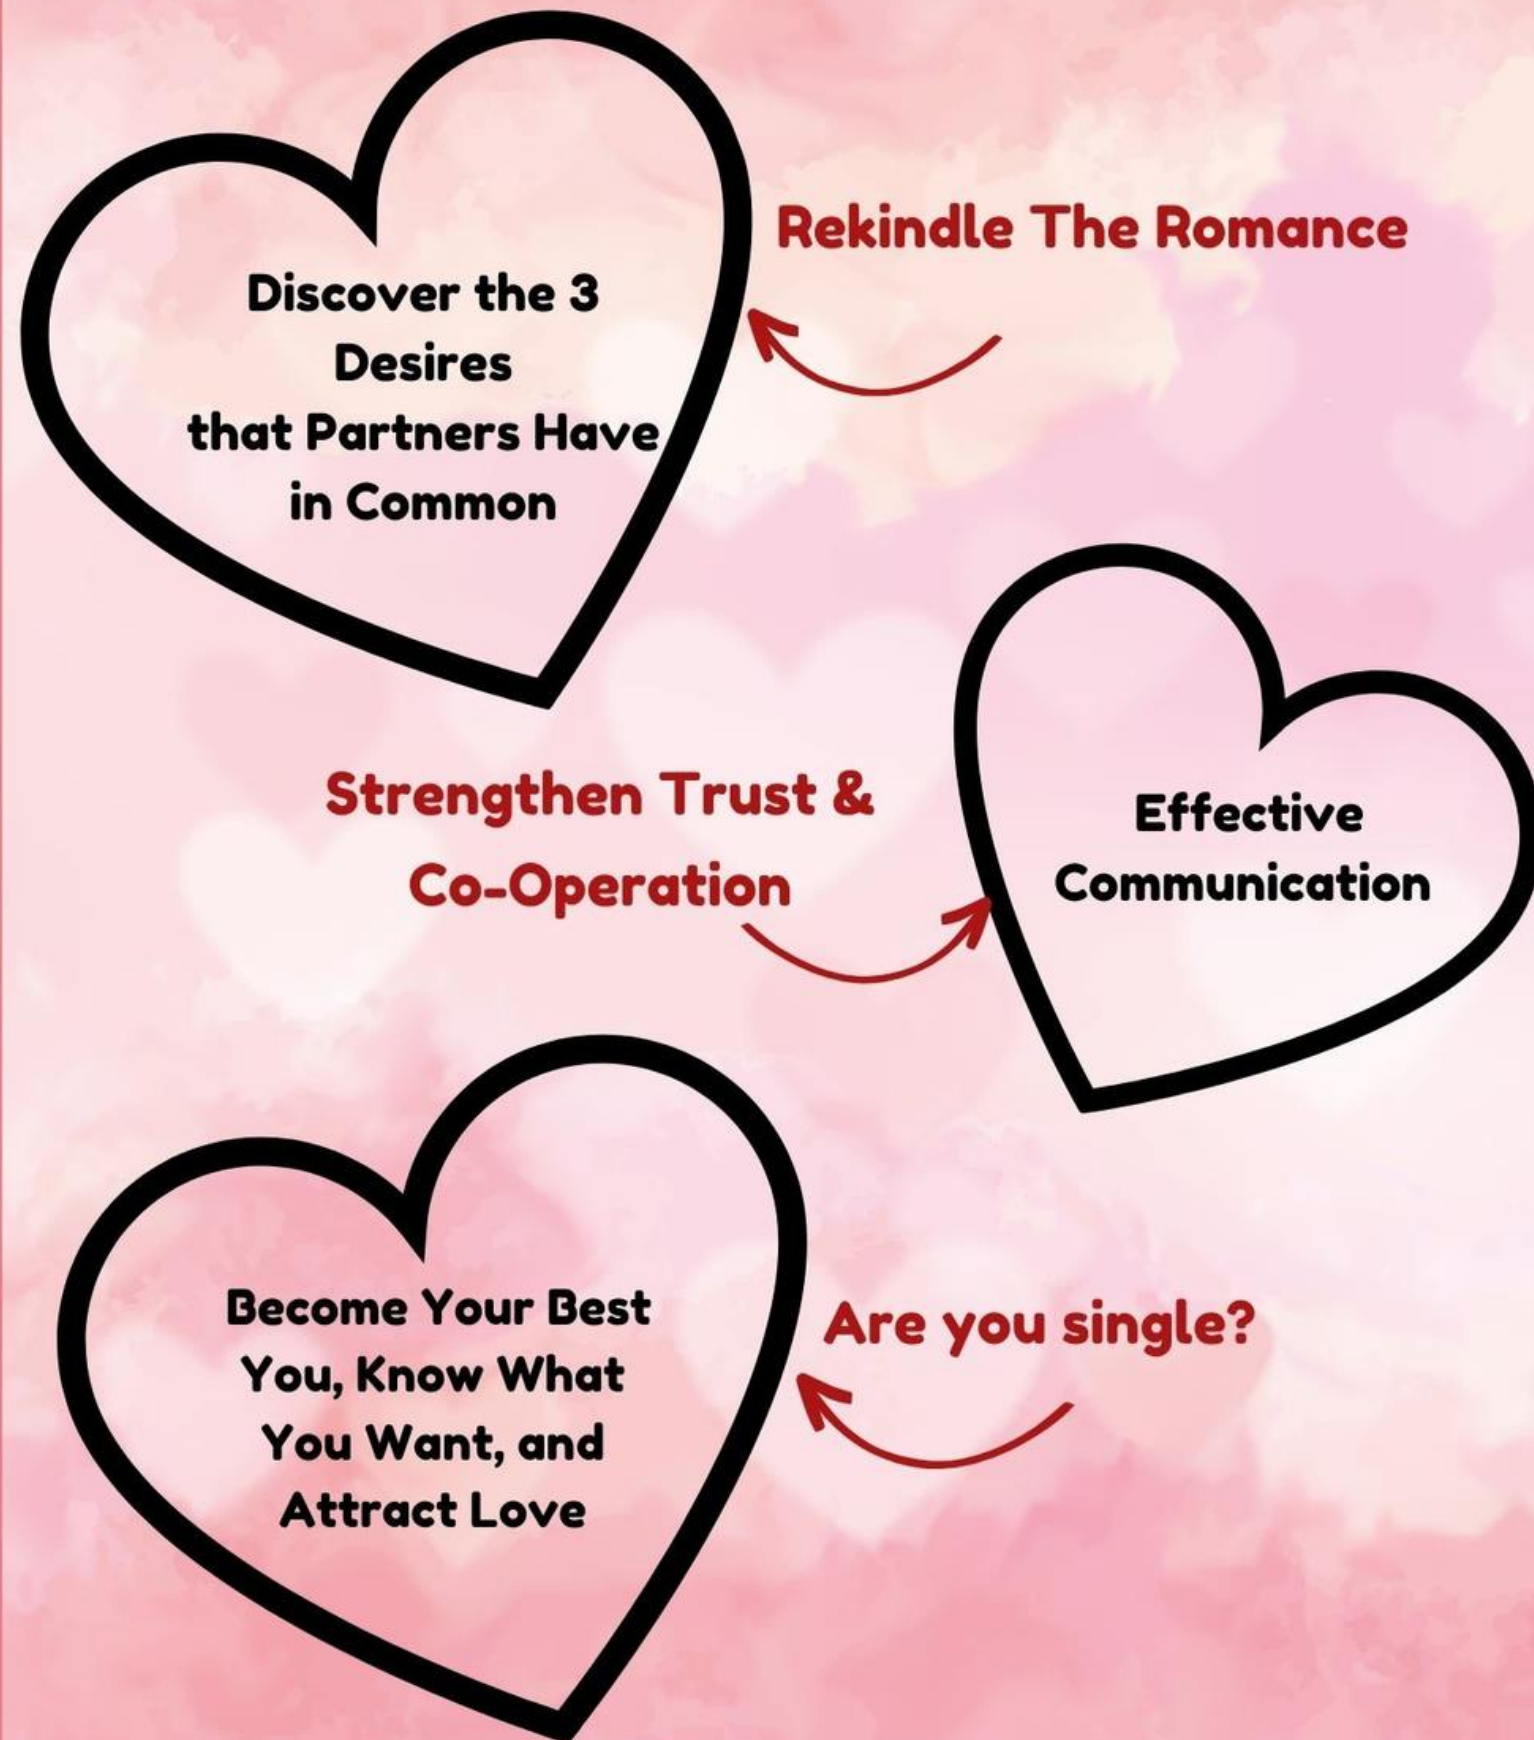 Rekindle The Romance
Discover the 3
Desires
that Partners Have
in Common
Strengthen Trust &
Co-Operation
Effective
Communication
Are you single?
Become Your Best
You, Know What
You Want, and
Attract Love